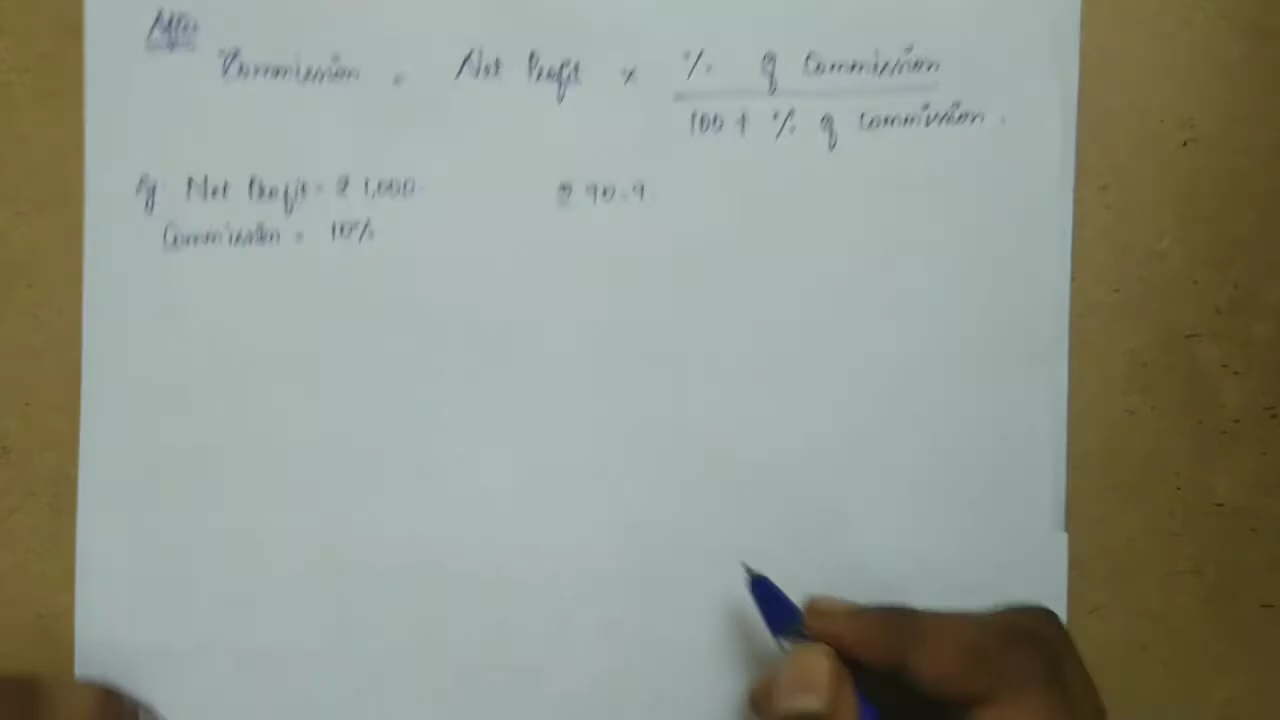 After
Commission = Net Profit × % of Commission
100 + % of Commission.
Eg Net Profit = ₹ 1,000 ₹ 90.9
Commission = 10%